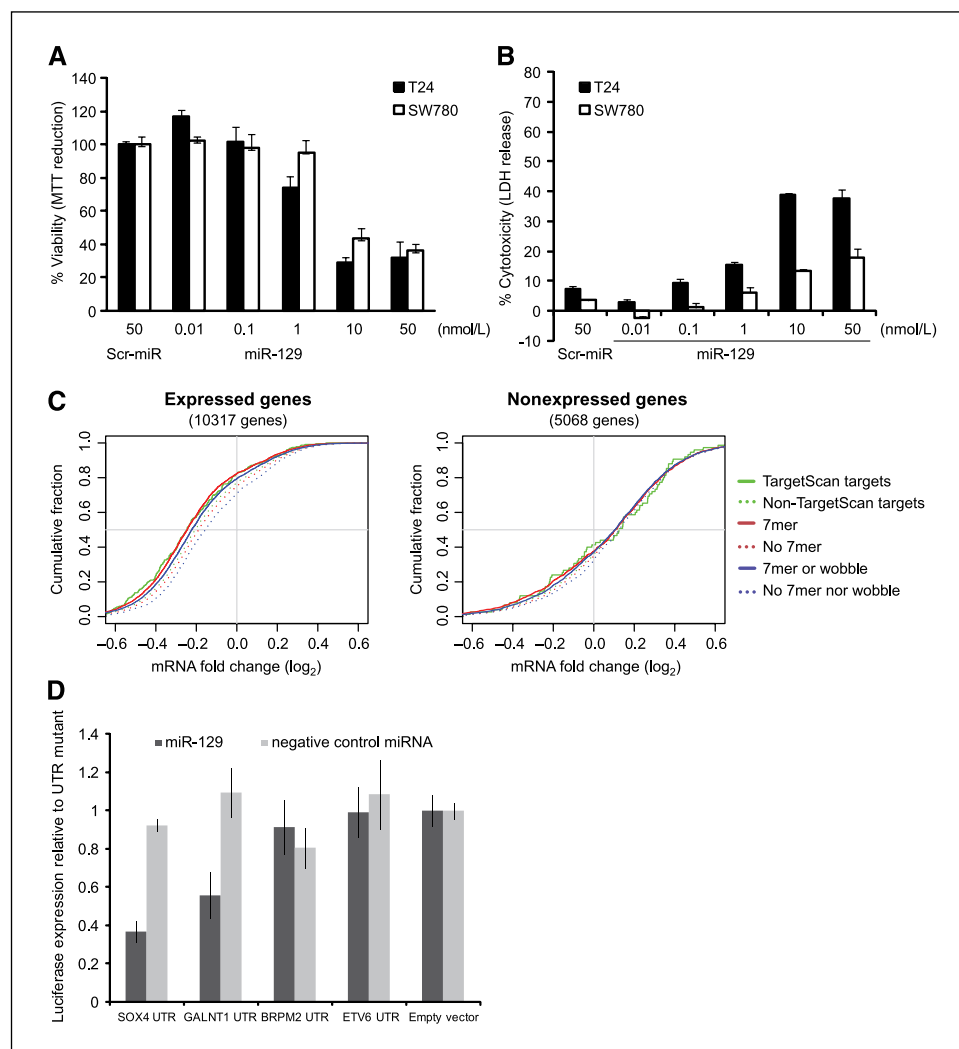 A
% Viability (MTT reduction)
140
120
100
80
60
40
20
0
T24
SW780
50 0.01 0.1 1 10 50 (nmol/L)
Scr-miR miR-129
B
% Cytotoxicity (LDH release)
80
70
60
50
40
30
20
10
0
-10
T24
SW780
50 0.01 0.1 1 10 50 (nmol/L)
Scr-miR miR-129
C
Expressed genes
(10317 genes)
Cumulative fraction
1.0
0.8
0.6
0.4
0.2
0.0
−0.6 −0.4 −0.2 0.0 0.2 0.4 0.6
mRNA fold change (log2)
Nonexpressed genes
(5068 genes)
Cumulative fraction
1.0
0.8
0.6
0.4
0.2
0.0
−0.6 −0.4 −0.2 0.0 0.2 0.4 0.6
mRNA fold change (log2)
TargetScan targets
Non-TargetScan targets
7mer
No 7mer
7mer or wobble
No 7mer nor wobble
D
Luciferase expression relative to UTR mutant
1.4
1.2
1
0.8
0.6
0.4
0.2
0
miR-129 negative control miRNA
SOX4 UTR GALNT1 UTR BRPM2 UTR ETV6 UTR Empty vector